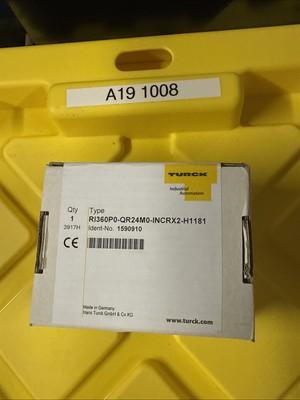 A19 1008
TURCK
Industrial
Automation
Qty Type
1 RI360P0-QR24M0-INCRX2-H1181
3917H Ident-No. 1590910
CE
Made in Germany
Hans Turck GmbH & Co KG
www.turck.com